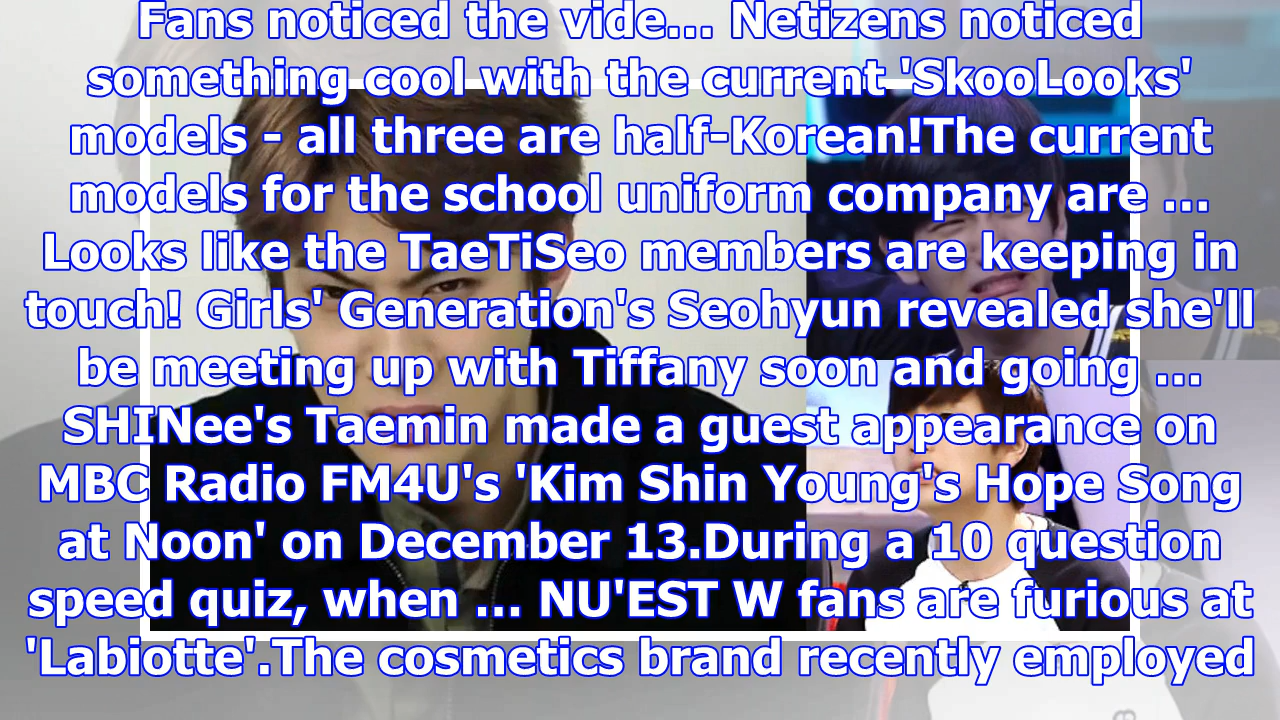 Fans noticed the vide... Netizens noticed
something cool with the current 'SkooLooks'
models - all three are half-Korean!The current
models for the school uniform company are ...
Looks like the TaeTiSeo members are keeping in
touch! Girls' Generation's Seohyun revealed she'll
be meeting up with Tiffany soon and going ...
SHINee's Taemin made a guest appearance on
MBC Radio FM4U's 'Kim Shin Young's Hope Song
at Noon' on December 13.During a 10 question
speed quiz, when ... NU'EST W fans are furious at
'Labiotte'.The cosmetics brand recently employed